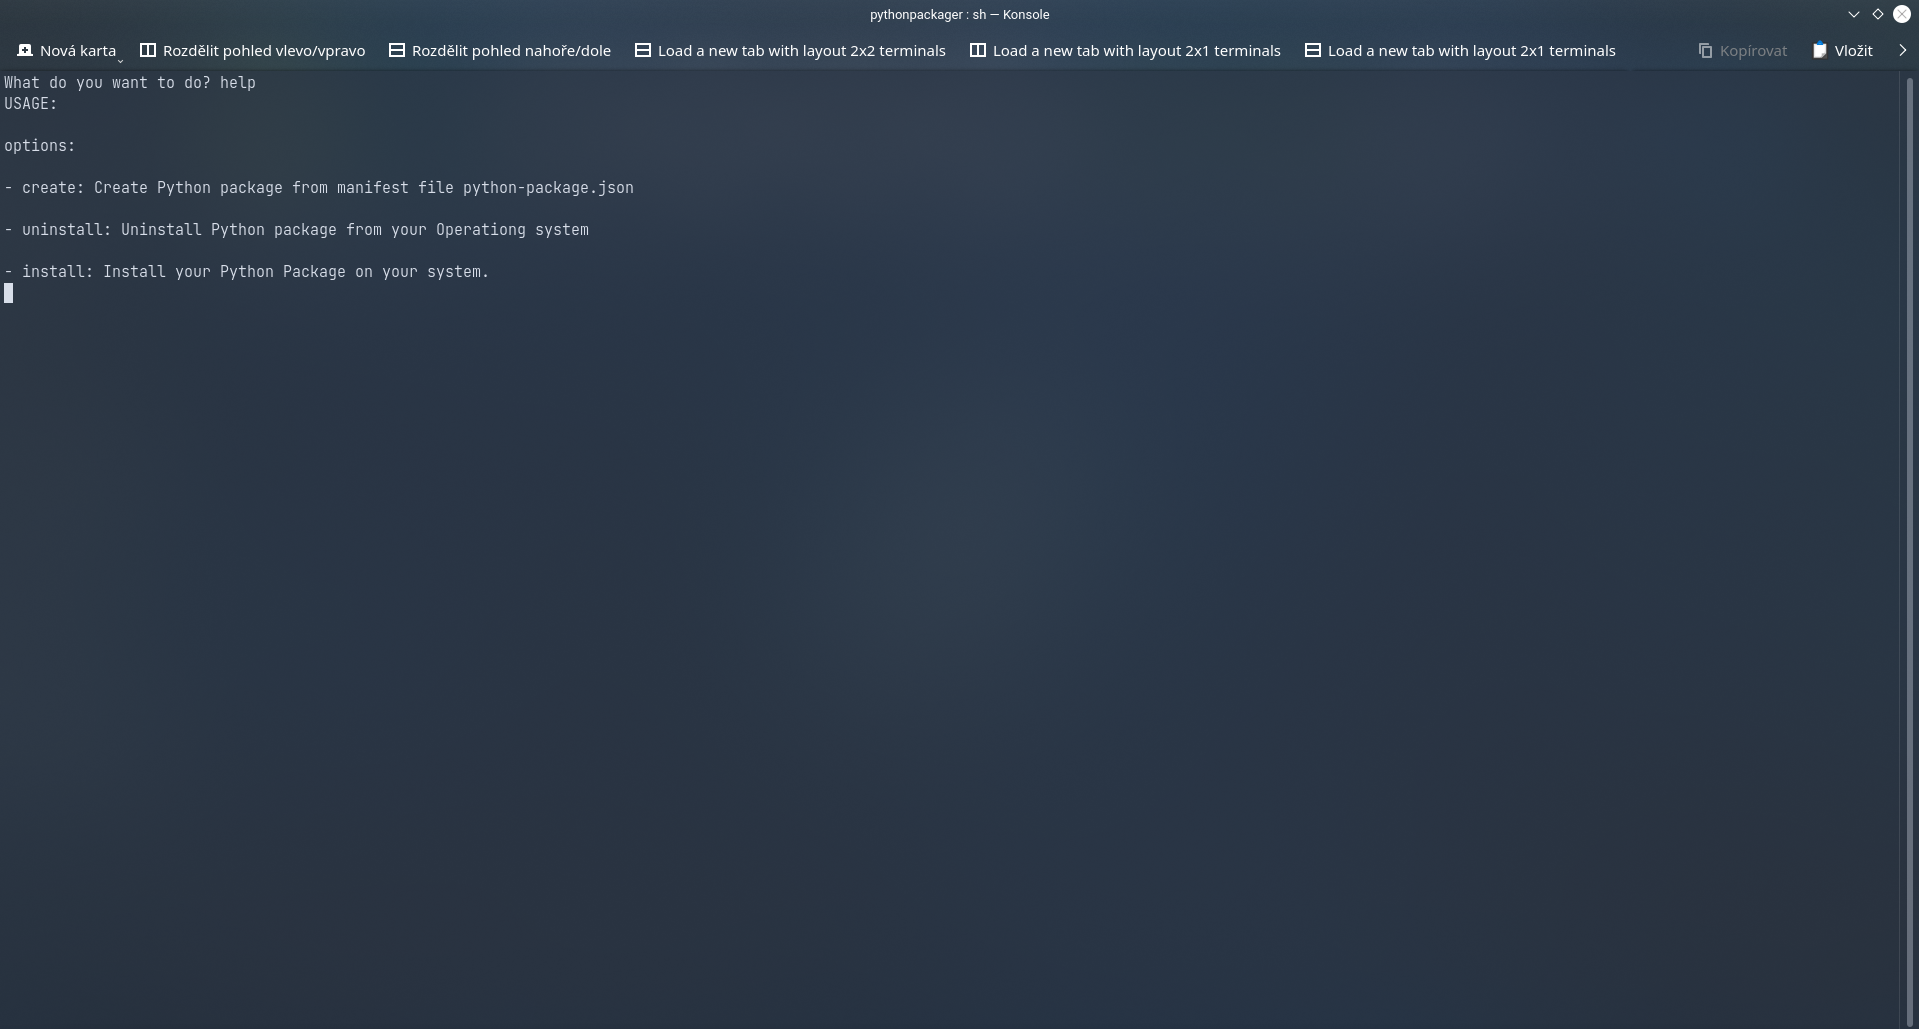 pythonpackager : sh — Konsole
Nová karta Rozdělit pohled vlevo/vpravo Rozdělit pohled nahoře/dole Load a new tab with layout 2x2 terminals Load a new tab with layout 2x1 terminals Load a new tab with layout 2x1 terminals Kopírovat Vložit
What do you want to do? help
USAGE:
options:
- create: Create Python package from manifest file python-package.json
- uninstall: Uninstall Python package from your Operationg system
- install: Install your Python Package on your system.